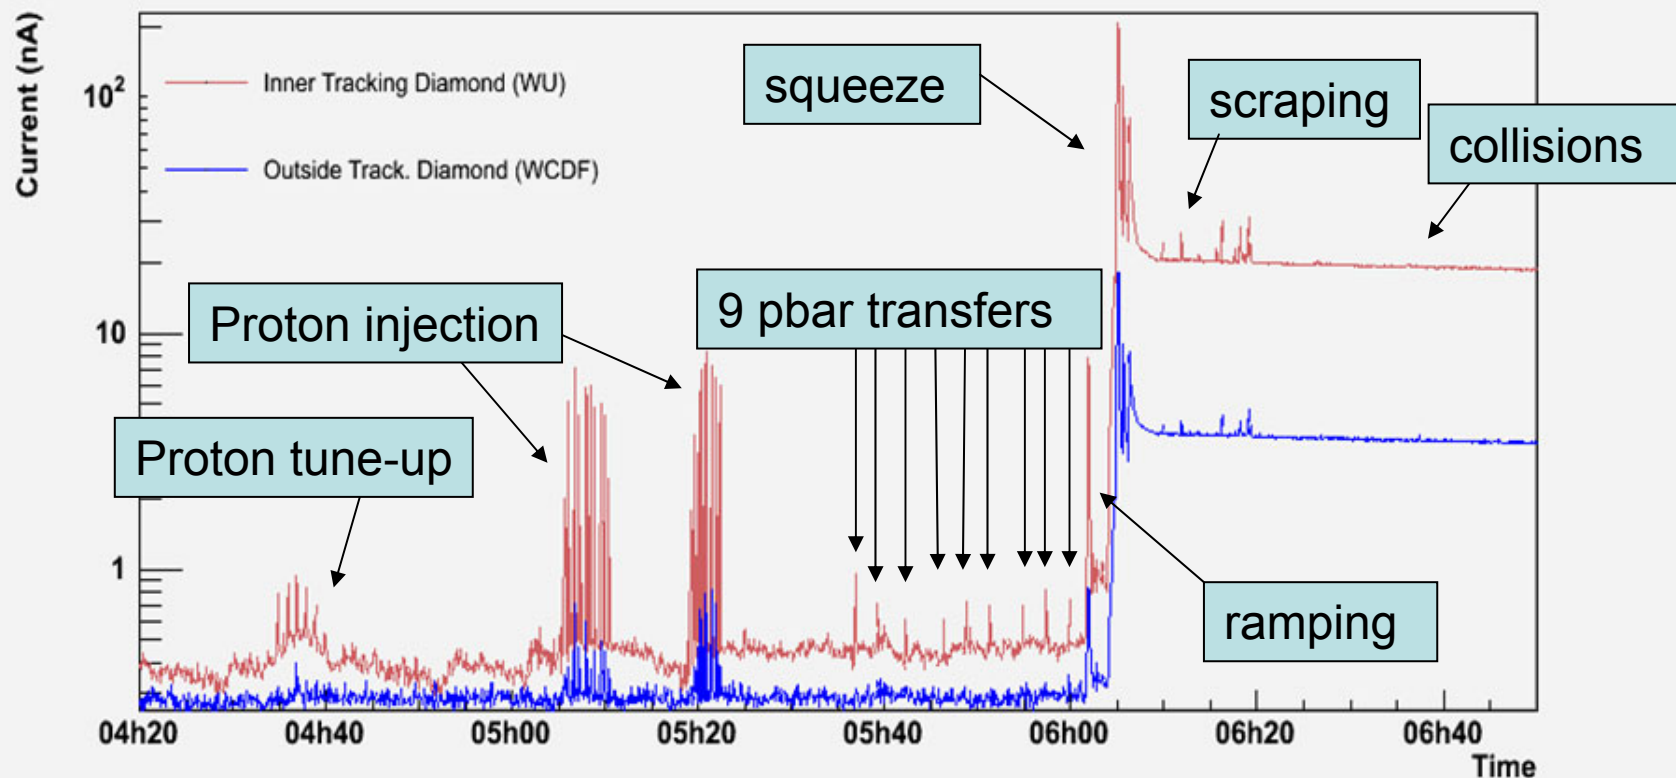 Current (nA)
10²
10
1
Inner Tracking Diamond (WU)
Outside Track. Diamond (WCDF)
squeeze
scraping
collisions
Proton injection
9 pbar transfers
Proton tune-up
ramping
04h20 04h40 05h00 05h20 05h40 06h00 06h20 06h40
Time